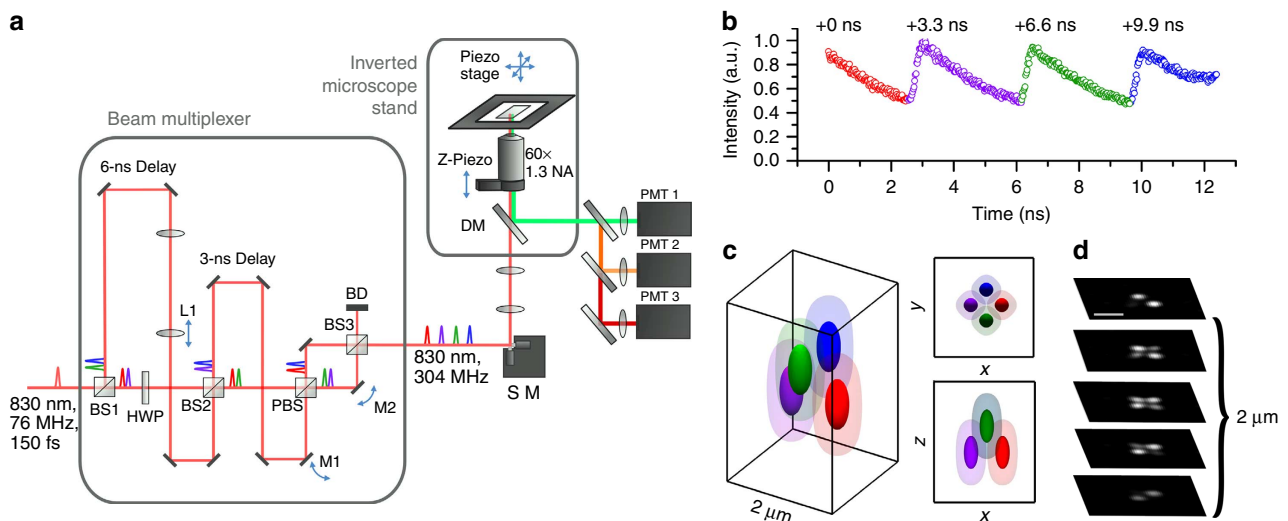 a
Beam multiplexer
6-ns Delay
3-ns Delay
L1
BD
BS3
BS1
HWP
BS2
PBS
M2
M1
830 nm,
76 MHz,
150 fs
830 nm,
304 MHz
S M
Inverted
microscope
stand
Piezo
stage
Z-Piezo
60×
1.3 NA
DM
PMT 1
PMT 2
PMT 3
b
+0 ns
+3.3 ns
+6.6 ns
+9.9 ns
Intensity (a.u.)
1.0
0.8
0.6
0.4
0.2
0.0
0
2
4
6
8
10
12
Time (ns)
c
2 μm
y
x
z
x
d
2 μm